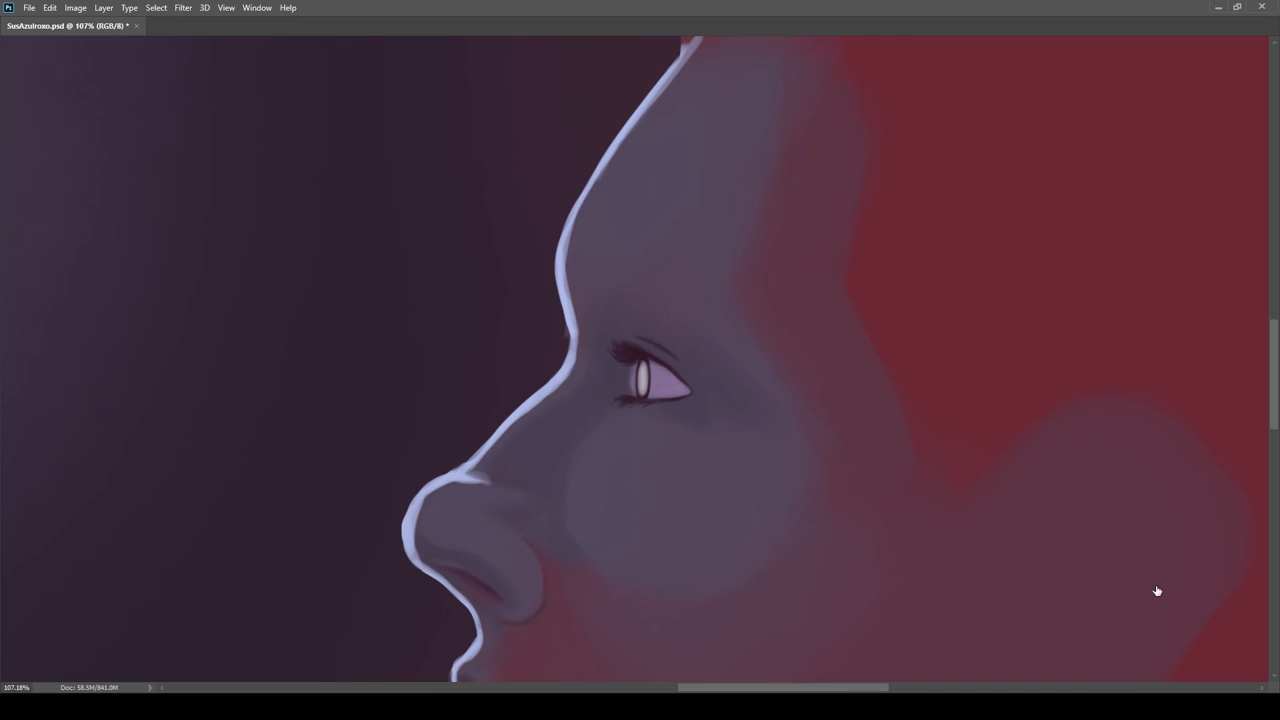 Ps File Edit Image Layer Type Select Filter 3D View Window Help
SusAzulroxo.psd @ 107% (RGB/8) *
107.18% Doc: 58.5M/841.0M